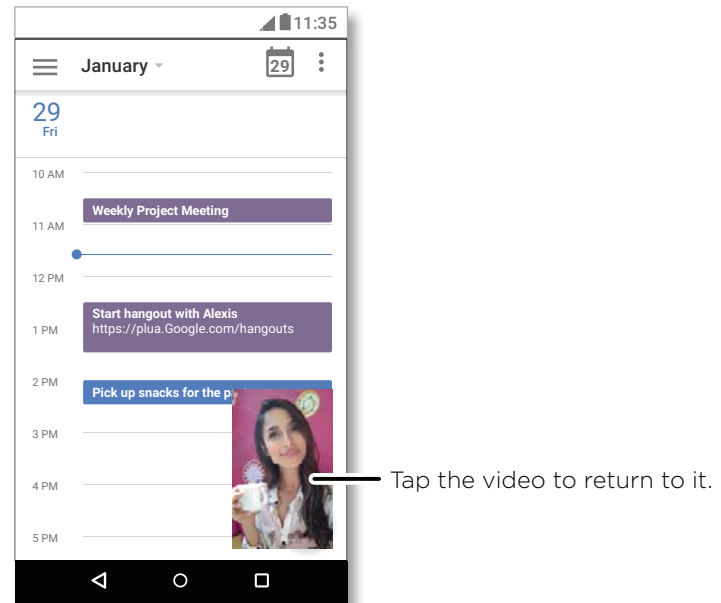 11:35
January
29
29
Fri
10 AM
Weekly Project Meeting
11 AM
12 PM
Start hangout with Alexis
https://plua.Google.com/hangouts
1 PM
2 PM
Pick up snacks for the
3 PM
Tap the video to return to it.
4 PM
5 PM